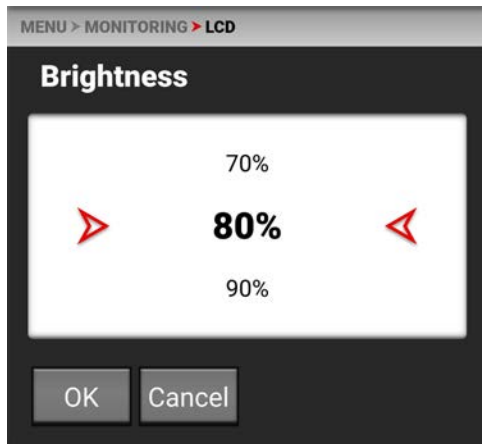 MENU > MONITORING > LCD
Brightness
70%
80%
90%
OK Cancel